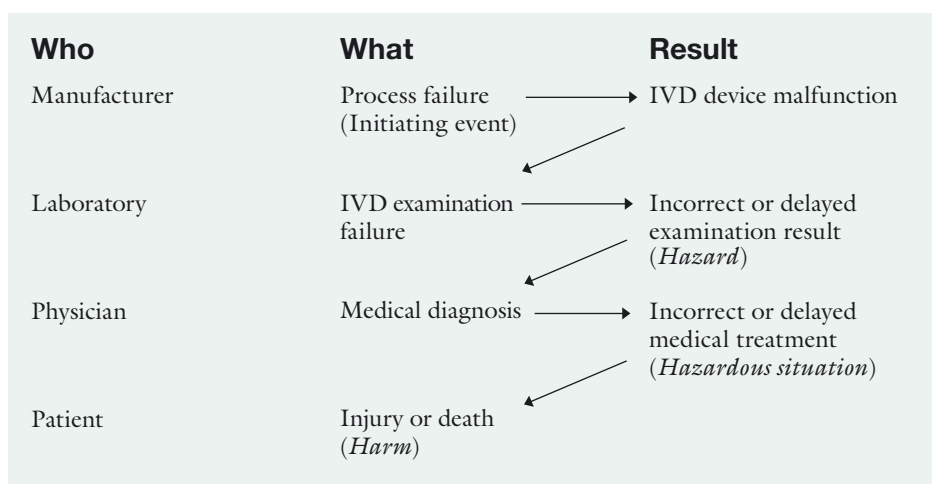 Who What Result
Manufacturer Process failure IVD device malfunction
(Initiating event)
Laboratory IVD examination Incorrect or delayed
failure examination result
(Hazard)
Physician Medical diagnosis Incorrect or delayed
medical treatment
(Hazardous situation)
Patient Injury or death
(Harm)